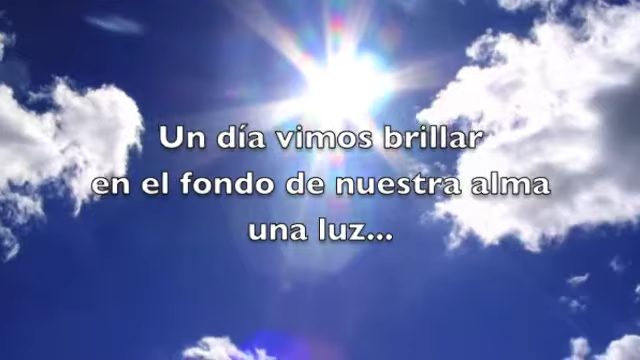 Un día vimos brillar
en el fondo de nuestra alma
una luz...